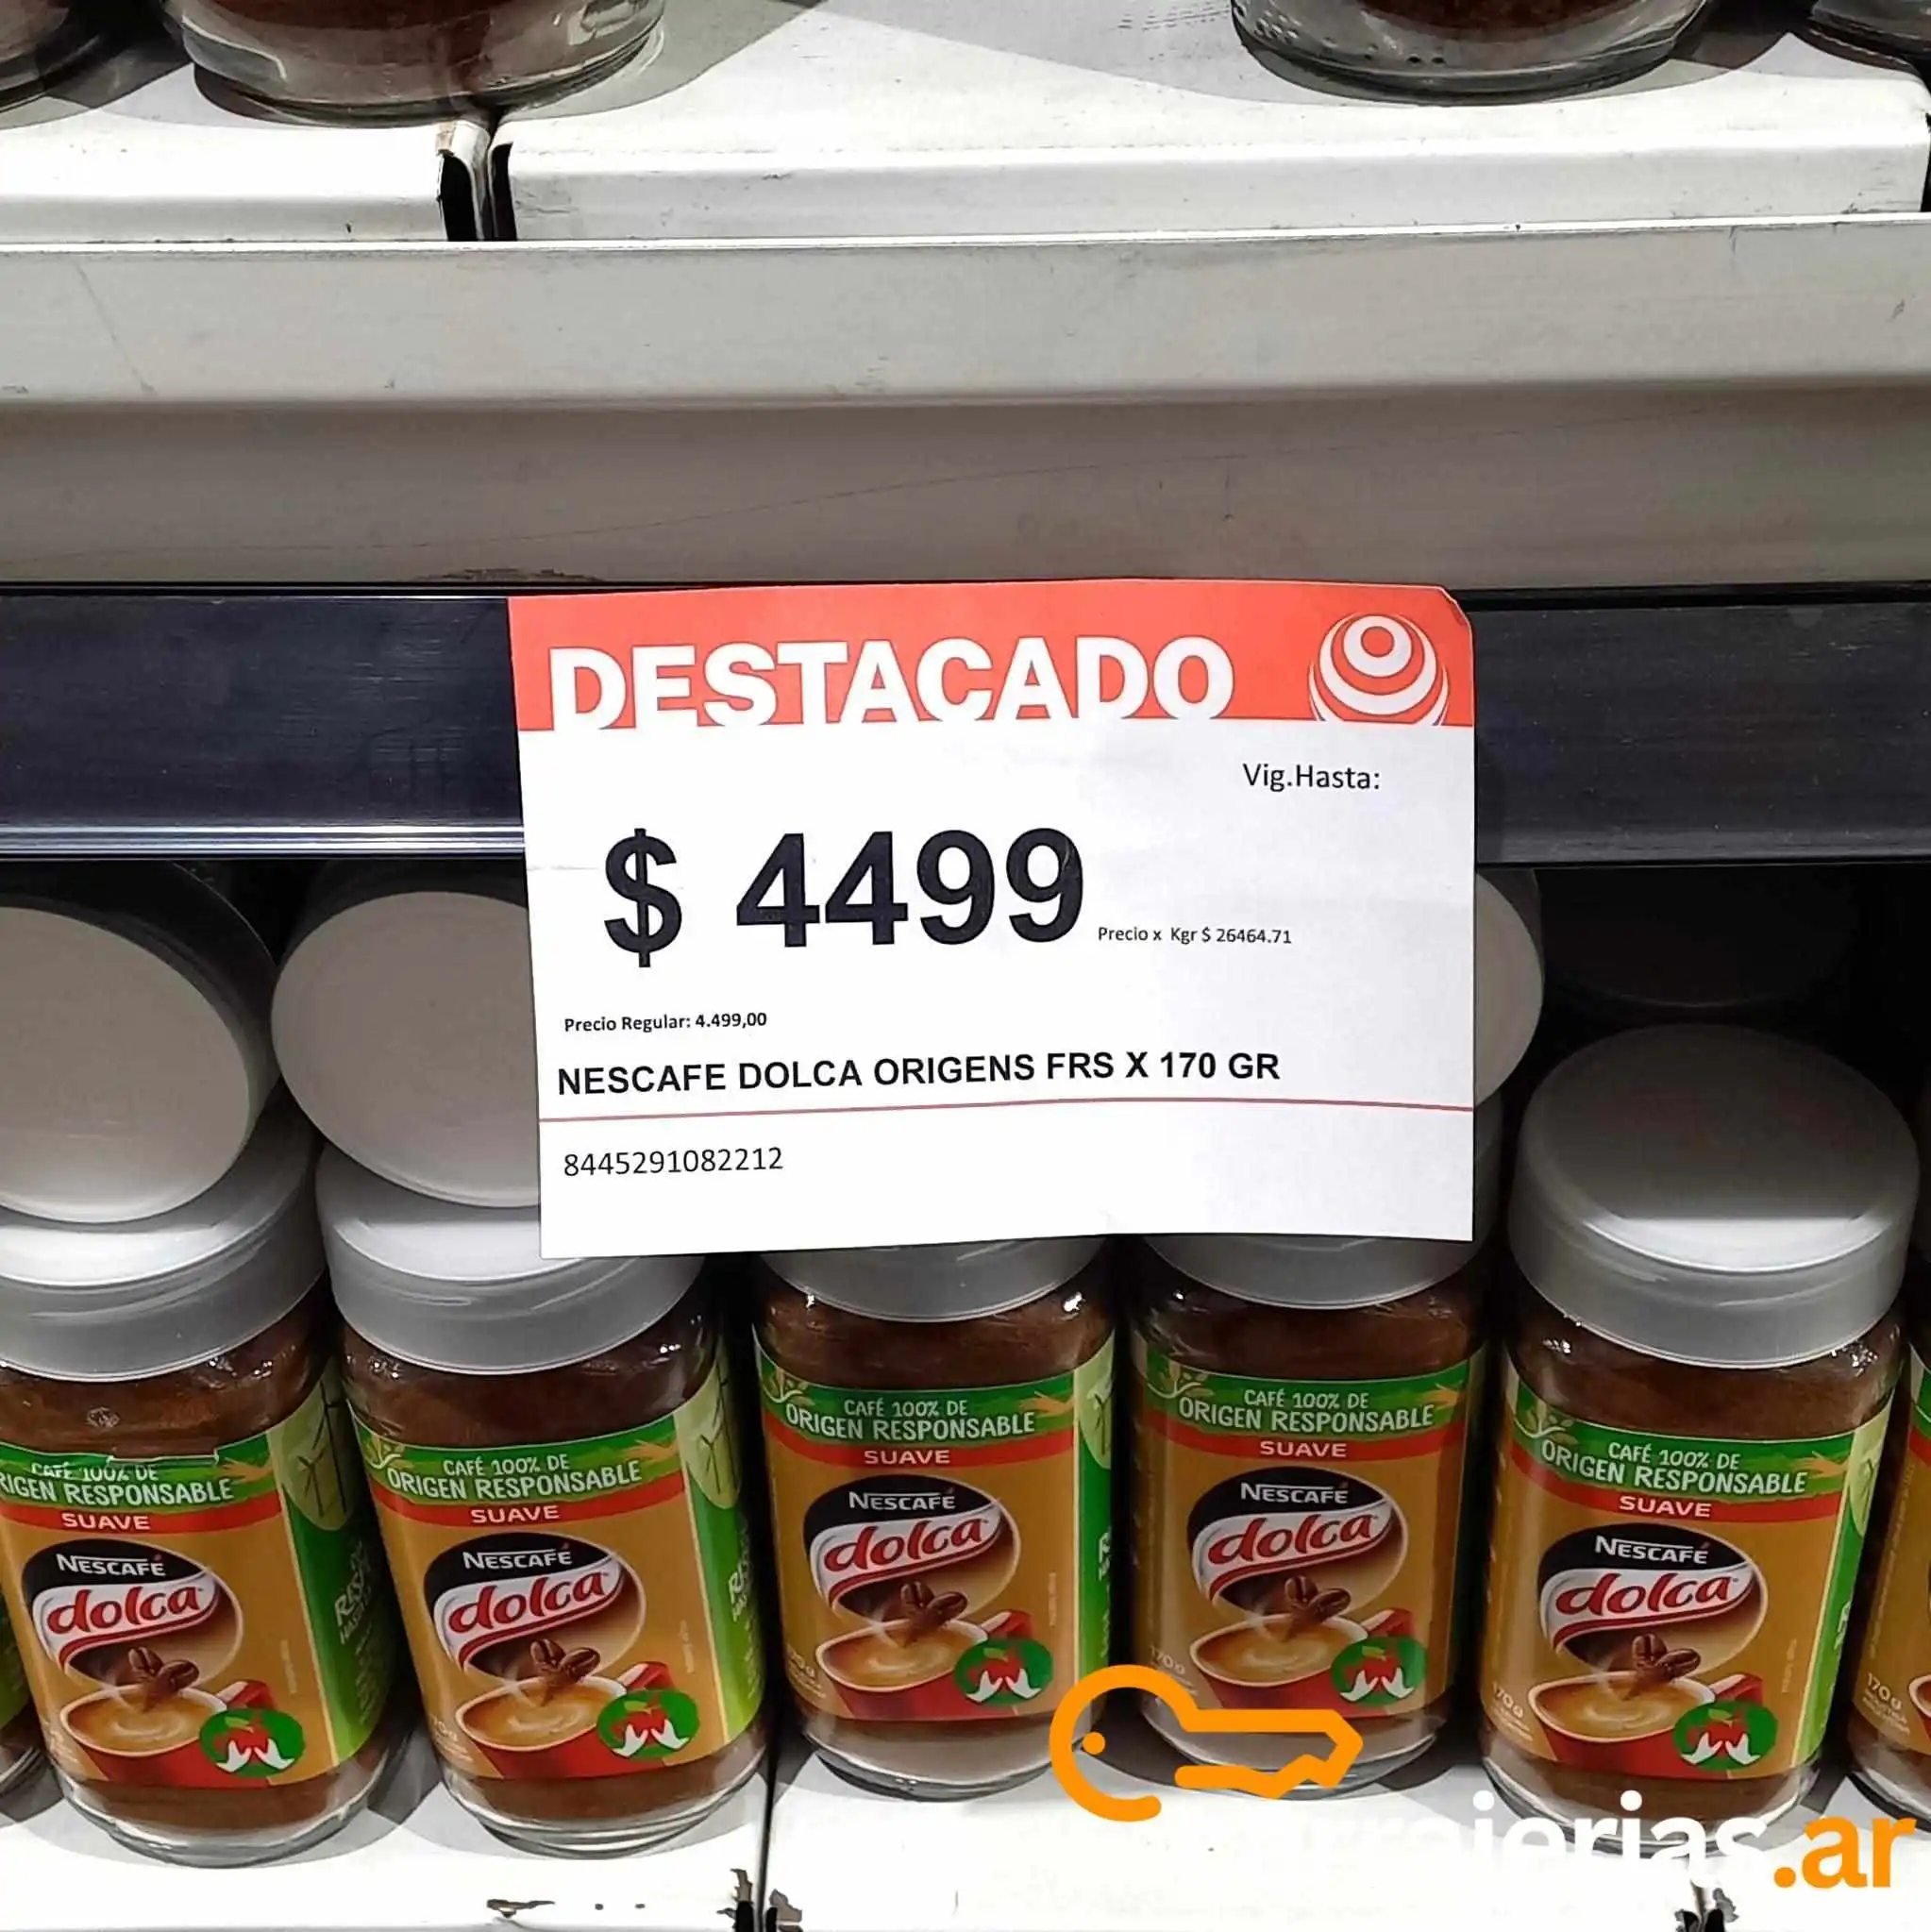 DESTACADO
Vig.Hasta:
$ 4499
Precio x Kgr $ 26464.71
Precio Regular: 4.499,00
NESCAFE DOLCA ORIGENS FRS X 170 GR
8445291082212
CAFÉ 100% DE
ORIGEN RESPONSABLE
SUAVE
NESCAFÉ
dolca
CAFÉ 100% DE
ORIGEN RESPONSABLE
SUAVE
NESCAFÉ
dolca
CAFÉ 100% DE
ORIGEN RESPONSABLE
SUAVE
NESCAFÉ
dolca
CAFÉ 100% DE
ORIGEN RESPONSABLE
SUAVE
NESCAFÉ
dolca
170g
CAFÉ 100% DE
ORIGEN RESPONSABLE
SUAVE
NESCAFÉ
dolca
170g
170g
.ar